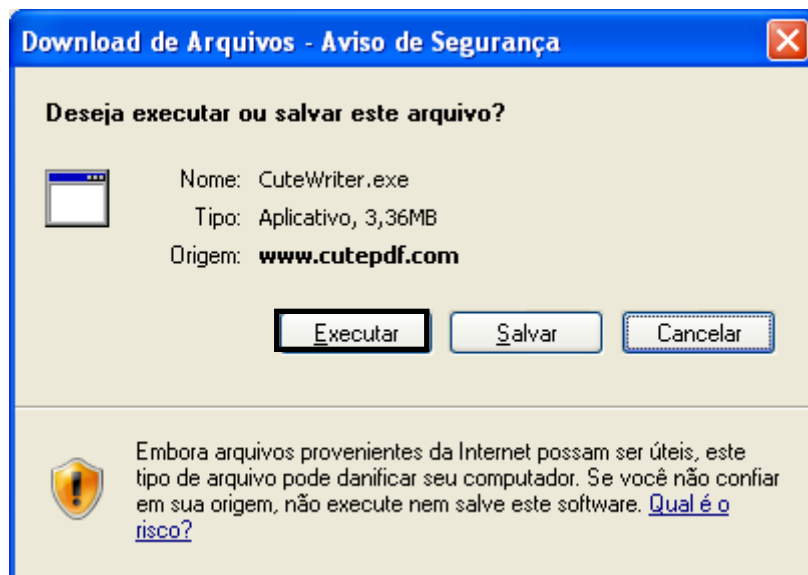 Download de Arquivos - Aviso de Segurança
Deseja executar ou salvar este arquivo?
Nome: CuteWriter.exe
Tipo: Aplicativo, 3,36MB
Origem: www.cutepdf.com
Executar Salvar Cancelar
Embora arquivos provenientes da Internet possam ser úteis, este
tipo de arquivo pode danificar seu computador. Se você não confiar
em sua origem, não execute nem salve este software. Qual é o
risco?